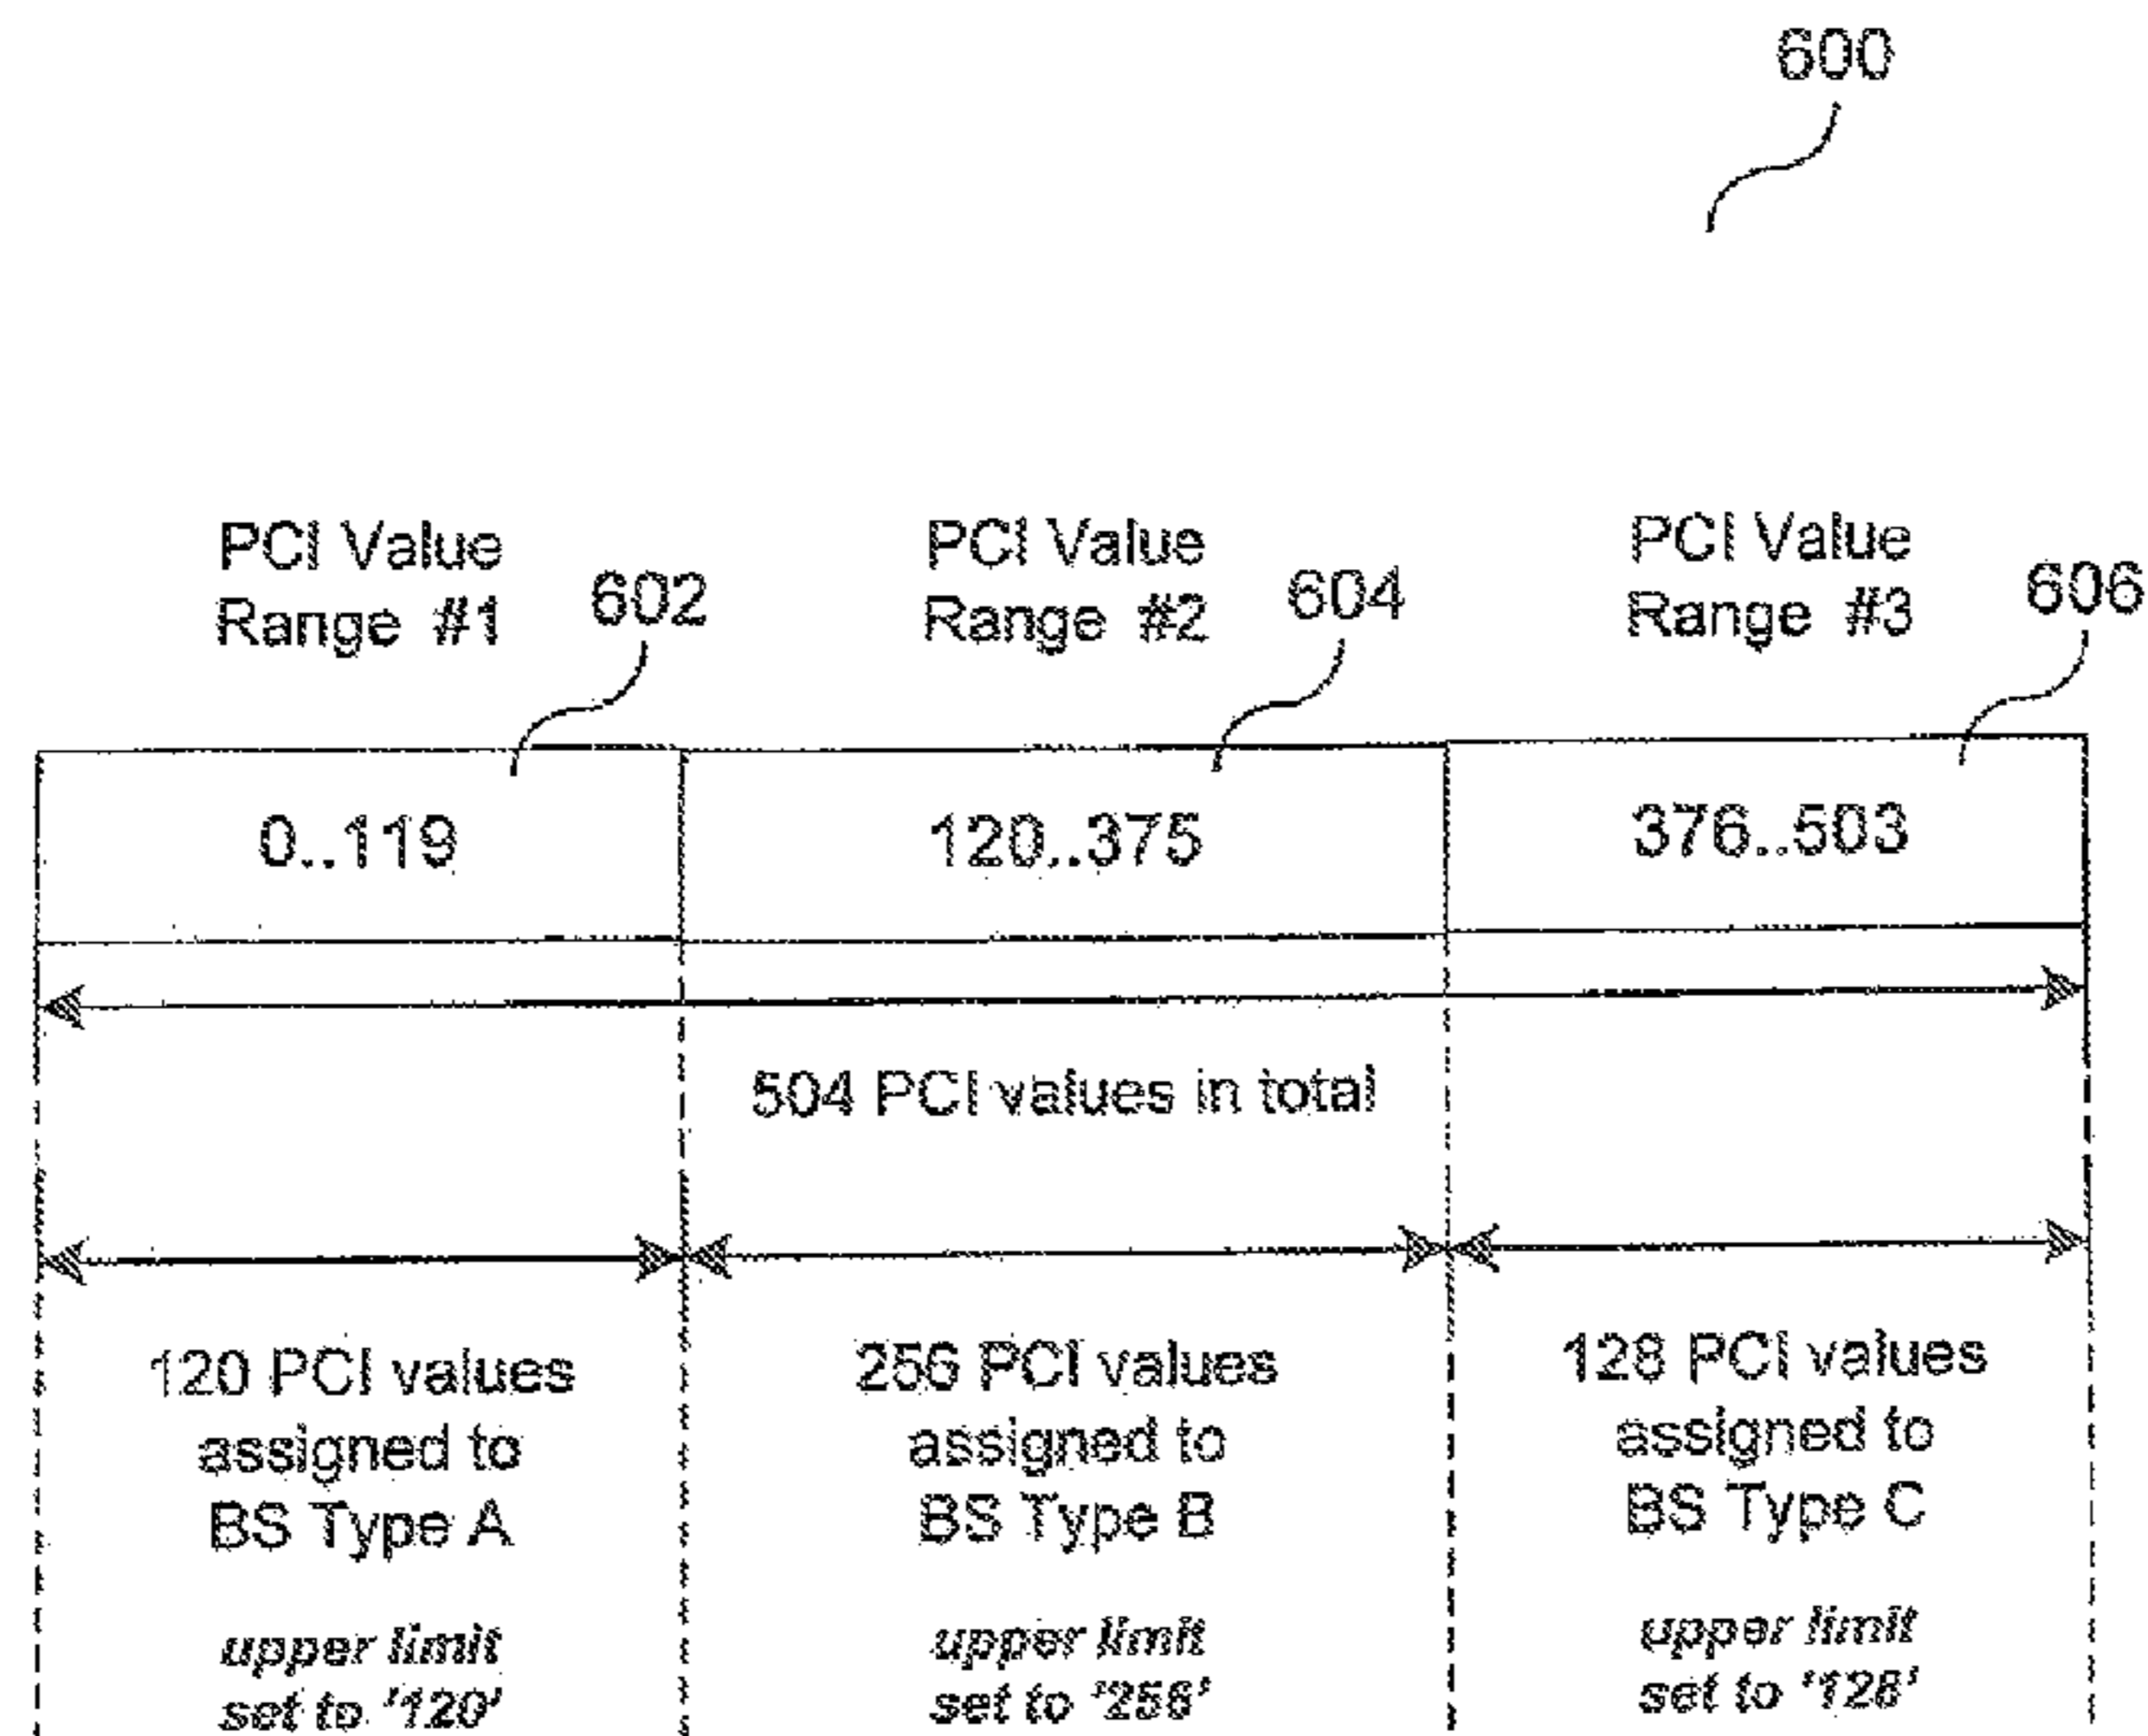 600
PCI Value
Range #1
602
PCI Value
Range #2
604
PCI Value
Range #3
606
0..119
120..375
376..503
504 PCI values in total
120 PCI values
assigned to
BS Type A
256 PCI values
assigned to
BS Type B
128 PCI values
assigned to
BS Type C
upper limit
set to '120'
upper limit
set to '256'
upper limit
set to '128'